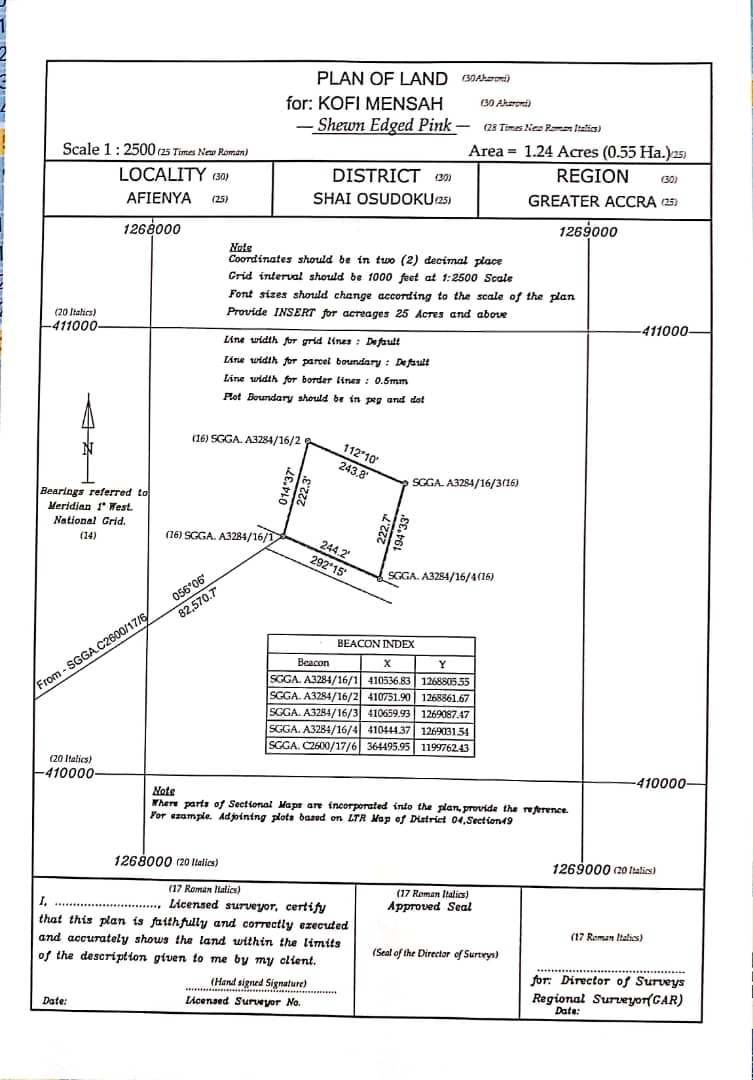 PLAN OF LAND (30Aharoni)
for: KOFI MENSAH (30 Aharoni)
— Shewn Edged Pink — (28 Times New Roman Italics)
Scale 1 : 2500 (25 Times New Roman) Area = 1.24 Acres (0.55 Ha.)(25)
LOCALITY (30) DISTRICT (30) REGION (30)
AFIENYA (25) SHAI OSUDOKU(25) GREATER ACCRA (25)
1268000 1269000
Note
Coordinates should be in two (2) decimal place
Grid interval should be 1000 feet at 1:2500 Scale
Font sizes should change according to the scale of the plan
Provide INSERT for acreages 25 Acres and above
(20 Italics)
411000 411000
Line width for grid lines : Default
Line width for parcel boundary : Default
Line width for border lines : 0.5mm
Plot Boundary should be in peg and dot
(16) SGGA. A3284/16/2
112°10'
243.8'
N
014°37'
222.3'
SGGA. A3284/16/3(16)
Bearings referred to
Meridian 1° West.
National Grid.
(14)
222.7'
194°33'
(16) SGGA. A3284/16/1
244.2'
292°15'
SGGA. A3284/16/4(16)
056°06'
82,570.7'
From - SGGA.C2600/17/6
BEACON INDEX
Beacon X Y
SGGA. A3284/16/1 410536.83 1268805.55
SGGA. A3284/16/2 410751.90 1268861.67
SGGA. A3284/16/3 410659.93 1269087.47
SGGA. A3284/16/4 410444.37 1269031.54
SGGA. C2600/17/6 364495.95 1199762.43
(20 Italics)
410000 410000
Note
Where parts of Sectional Maps are incorporated into the plan,provide the reference.
For example. Adjoining plots based on LTR Map of District 04,Section49
1268000 (20 Italics) 1269000 (20 Italics)
(17 Roman Italics)
I, ............................, Licensed surveyor, certify
that this plan is faithfully and correctly executed
and accurately shows the land within the limits
of the description given to me by my client.
(Hand signed Signature)
........................................
Date: Licensed Surveyor No.
(17 Roman Italics)
Approved Seal
(Seal of the Director of Surveys)
(17 Roman Italics)
........................................
for: Director of Surveys
Regional Surveyor(GAR)
Date: